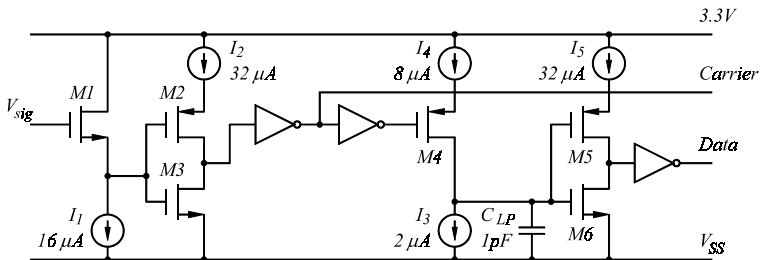 3.3V
I2
32 µA
I4
8 µA
I5
32 µA
Carrier
Vsig
M1
M2
M3
M4
M5
Data
I1
16 µA
I3
2 µA
CLP
1pF
M6
VSS